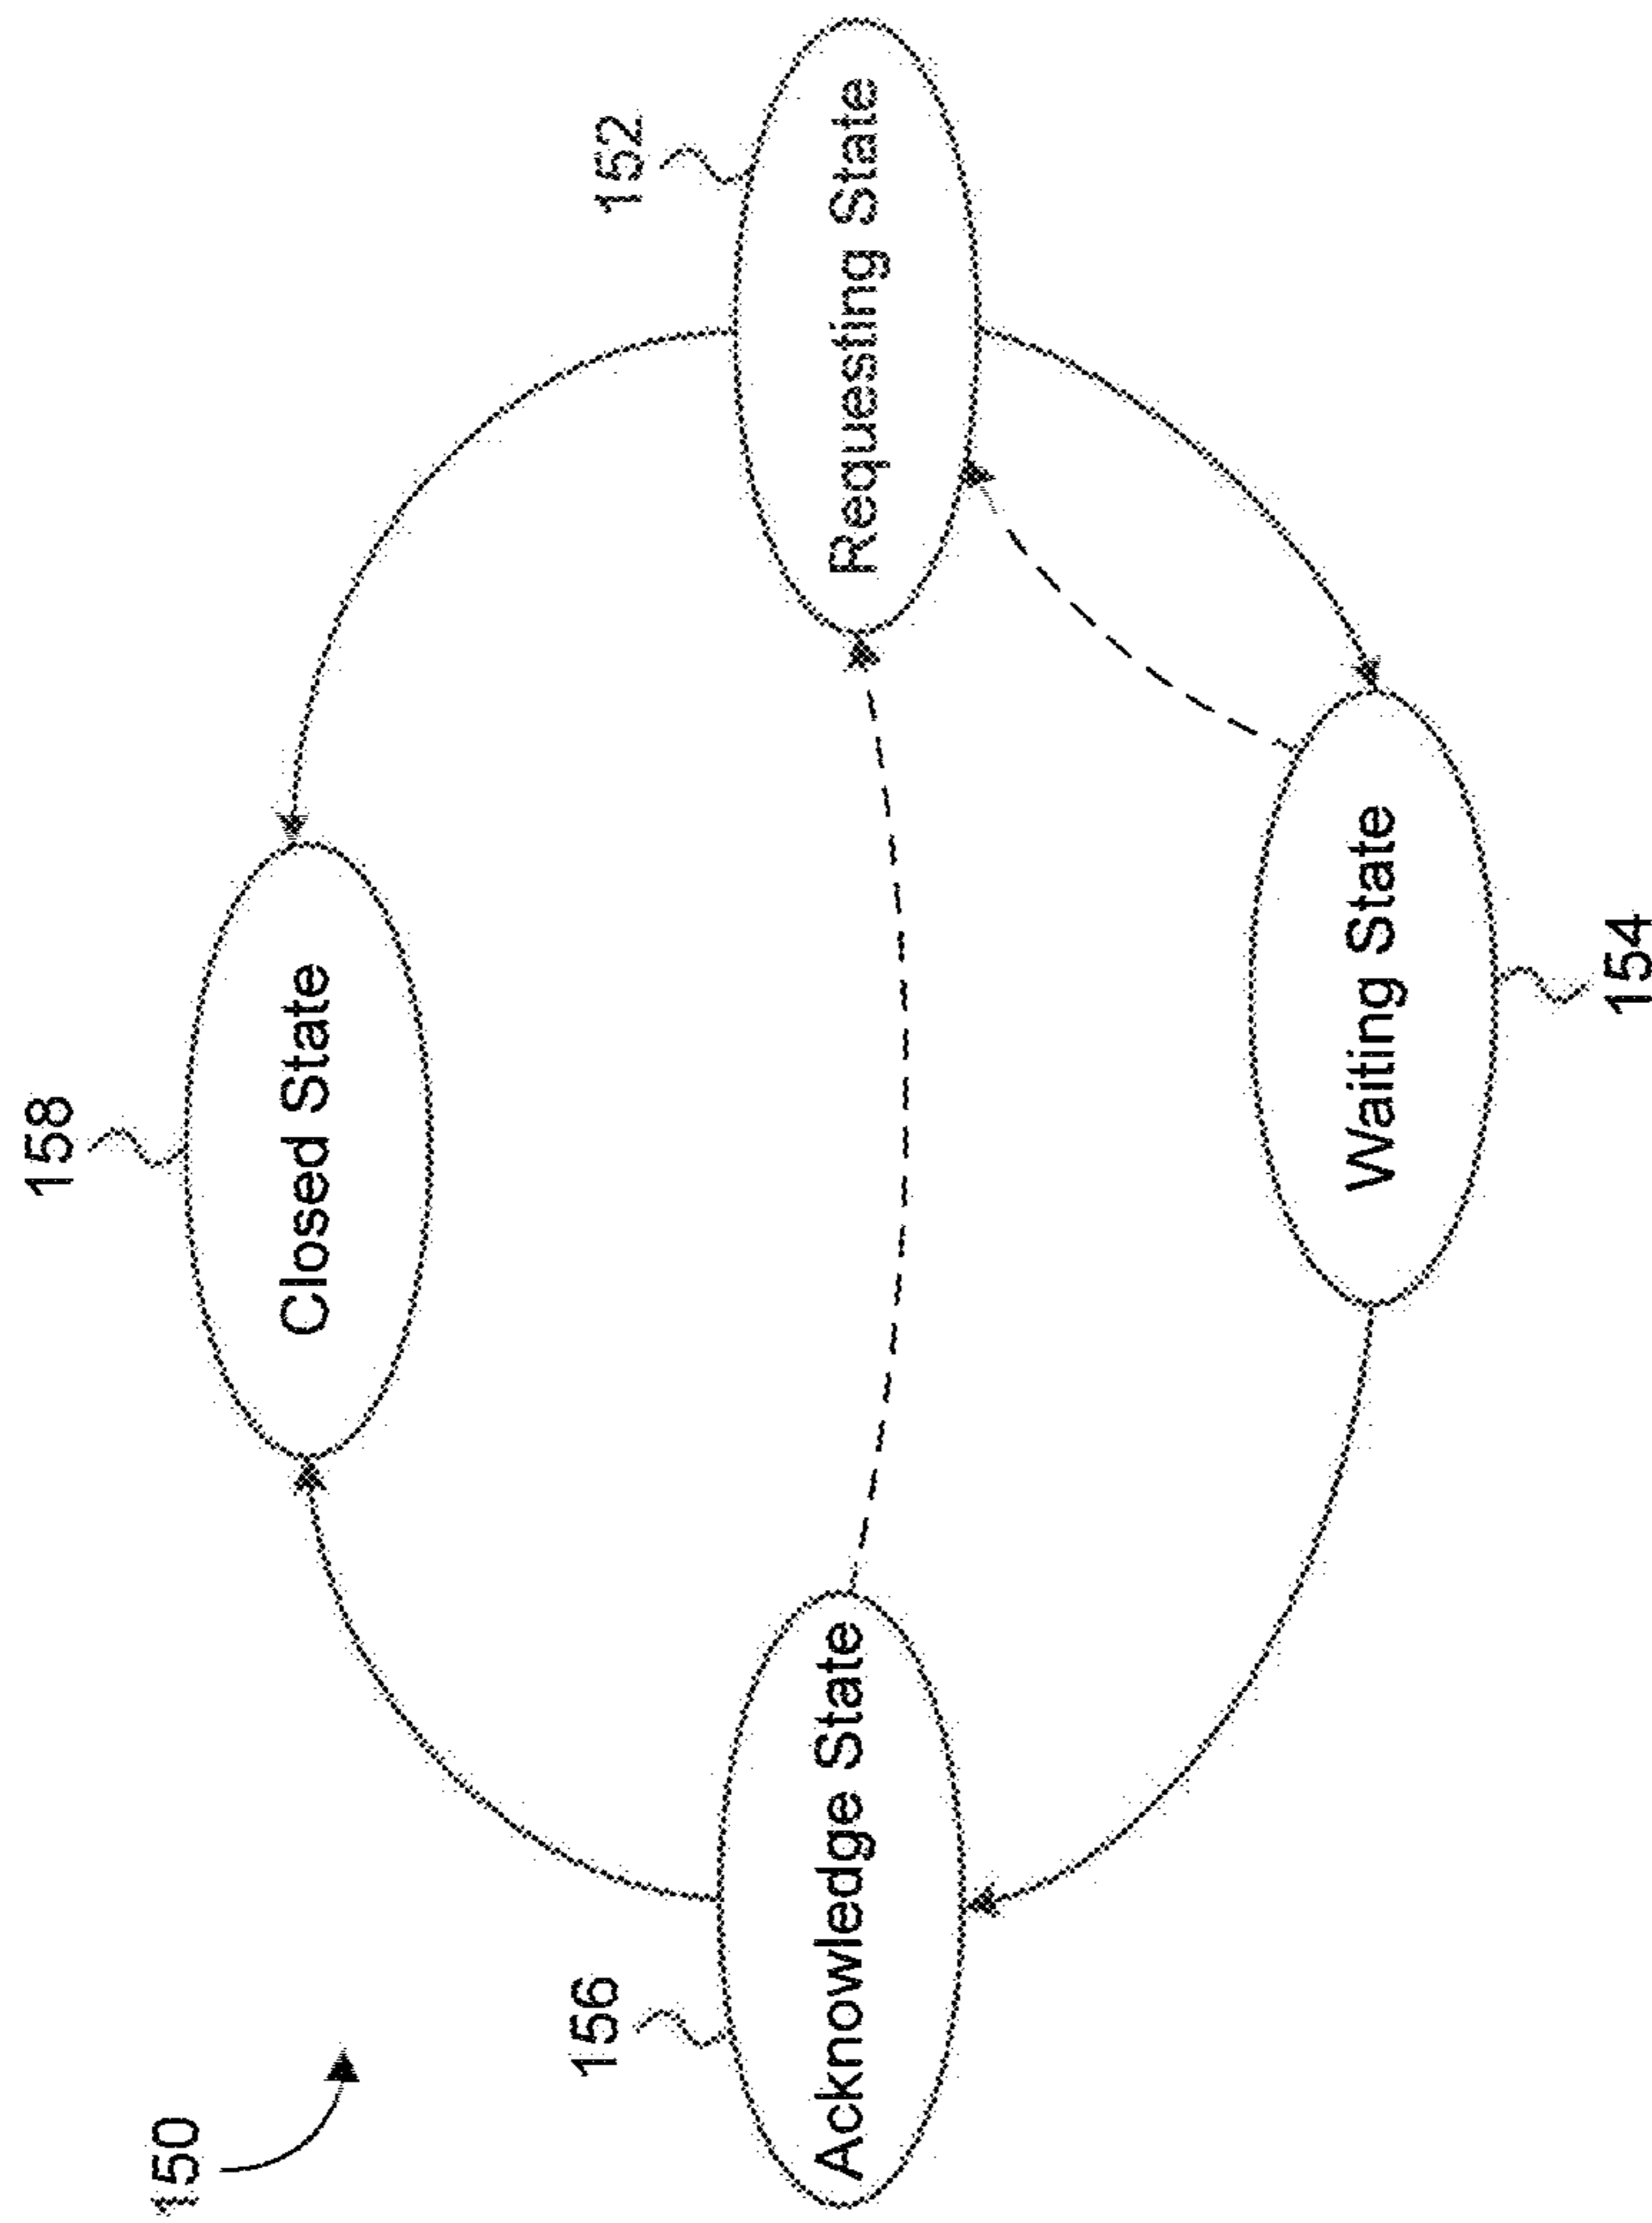 150
158
Closed State
156
152
Acknowledge State
Requesting State
Waiting State
154